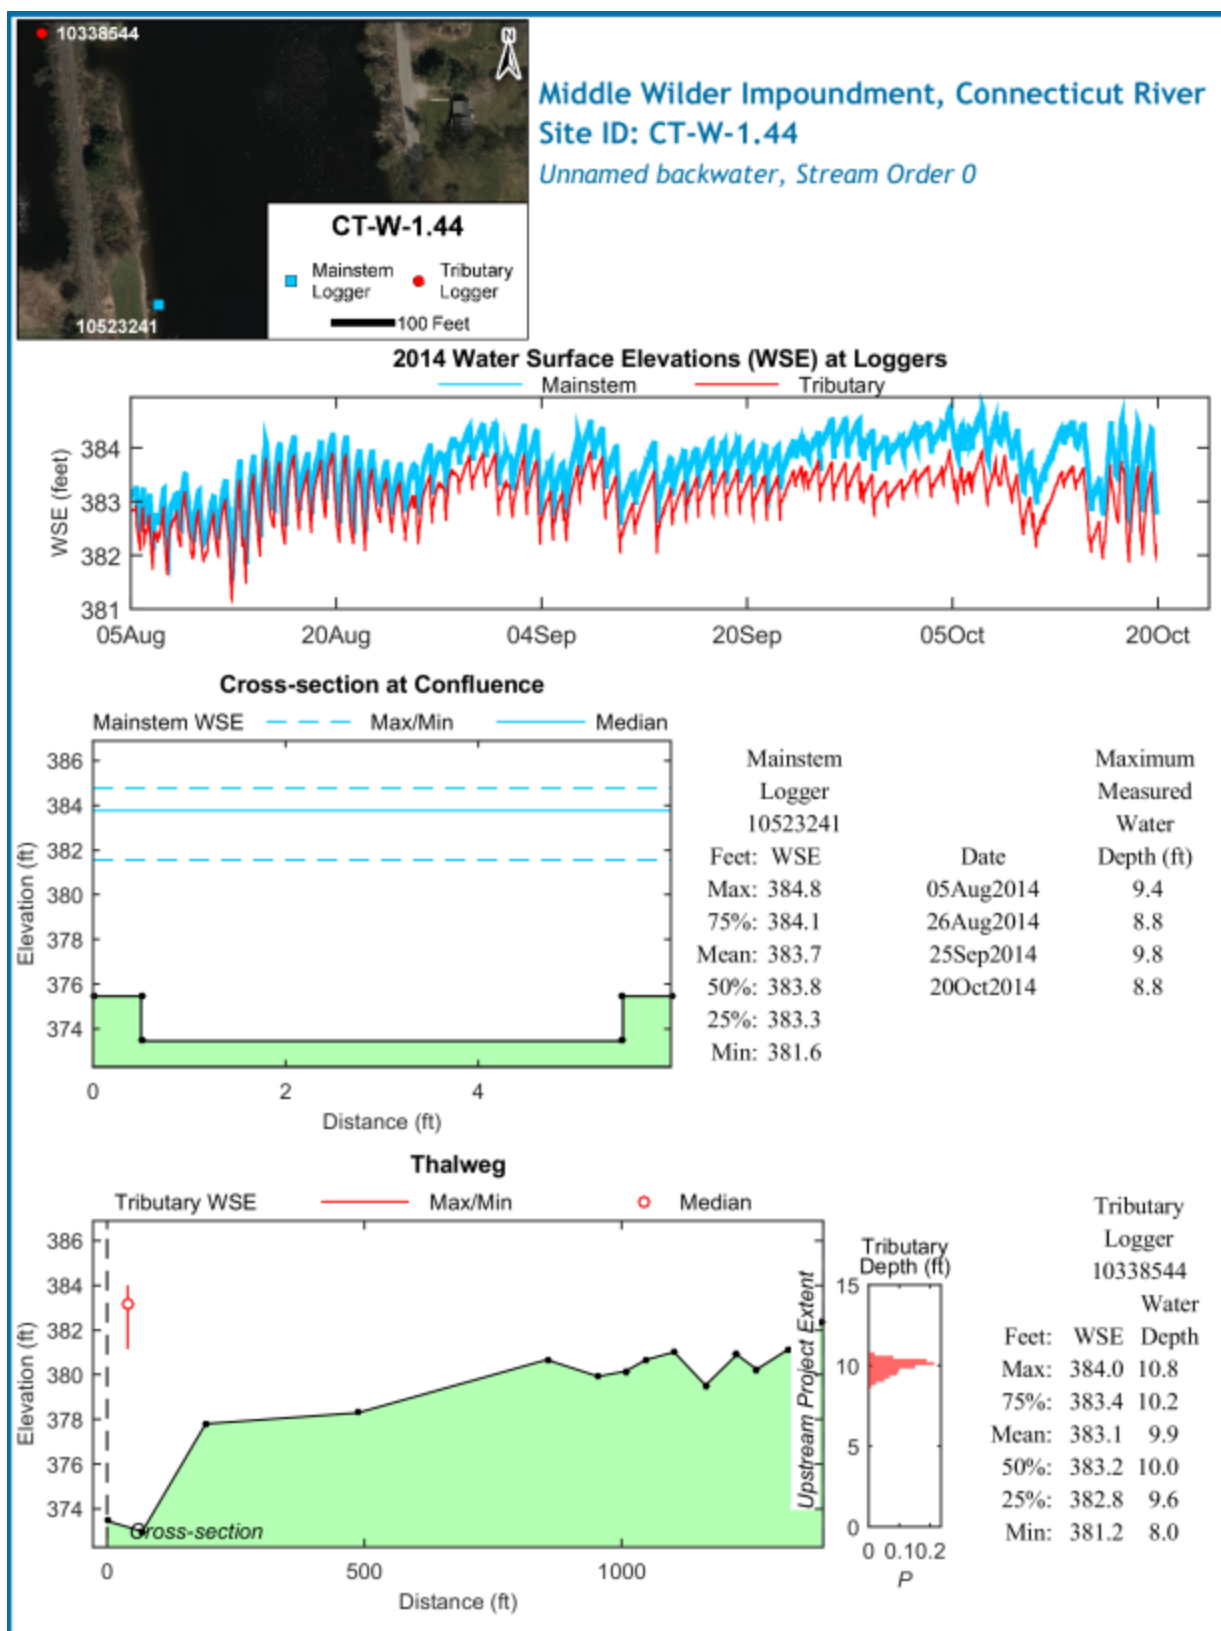 10338544
N
Middle Wilder Impoundment, Connecticut River
Site ID: CT-W-1.44
Unnamed backwater, Stream Order 0
CT-W-1.44
Mainstem Logger
Tributary Logger
100 Feet
10523241
2014 Water Surface Elevations (WSE) at Loggers
Mainstem Tributary
WSE (feet)
384
383
382
381
05Aug 20Aug 04Sep 20Sep 05Oct 20Oct
Cross-section at Confluence
Mainstem WSE Max/Min Median
Elevation (ft)
386
384
382
380
378
376
374
0 2 4
Distance (ft)
Mainstem Maximum
Logger Measured
10523241 Water
Feet: WSE Date Depth (ft)
Max: 384.8 05Aug2014 9.4
75%: 384.1 26Aug2014 8.8
Mean: 383.7 25Sep2014 9.8
50%: 383.8 20Oct2014 8.8
25%: 383.3
Min: 381.6
Thalweg
Tributary WSE Max/Min Median
Elevation (ft)
386
384
382
380
378
376
374
Cross-section
Upstream Project Extent
0 500 1000
Distance (ft)
Tributary
Depth (ft)
15
10
5
0
0 0.1 0.2
P
Tributary
Logger
10338544
Water
Feet: WSE Depth
Max: 384.0 10.8
75%: 383.4 10.2
Mean: 383.1 9.9
50%: 383.2 10.0
25%: 382.8 9.6
Min: 381.2 8.0